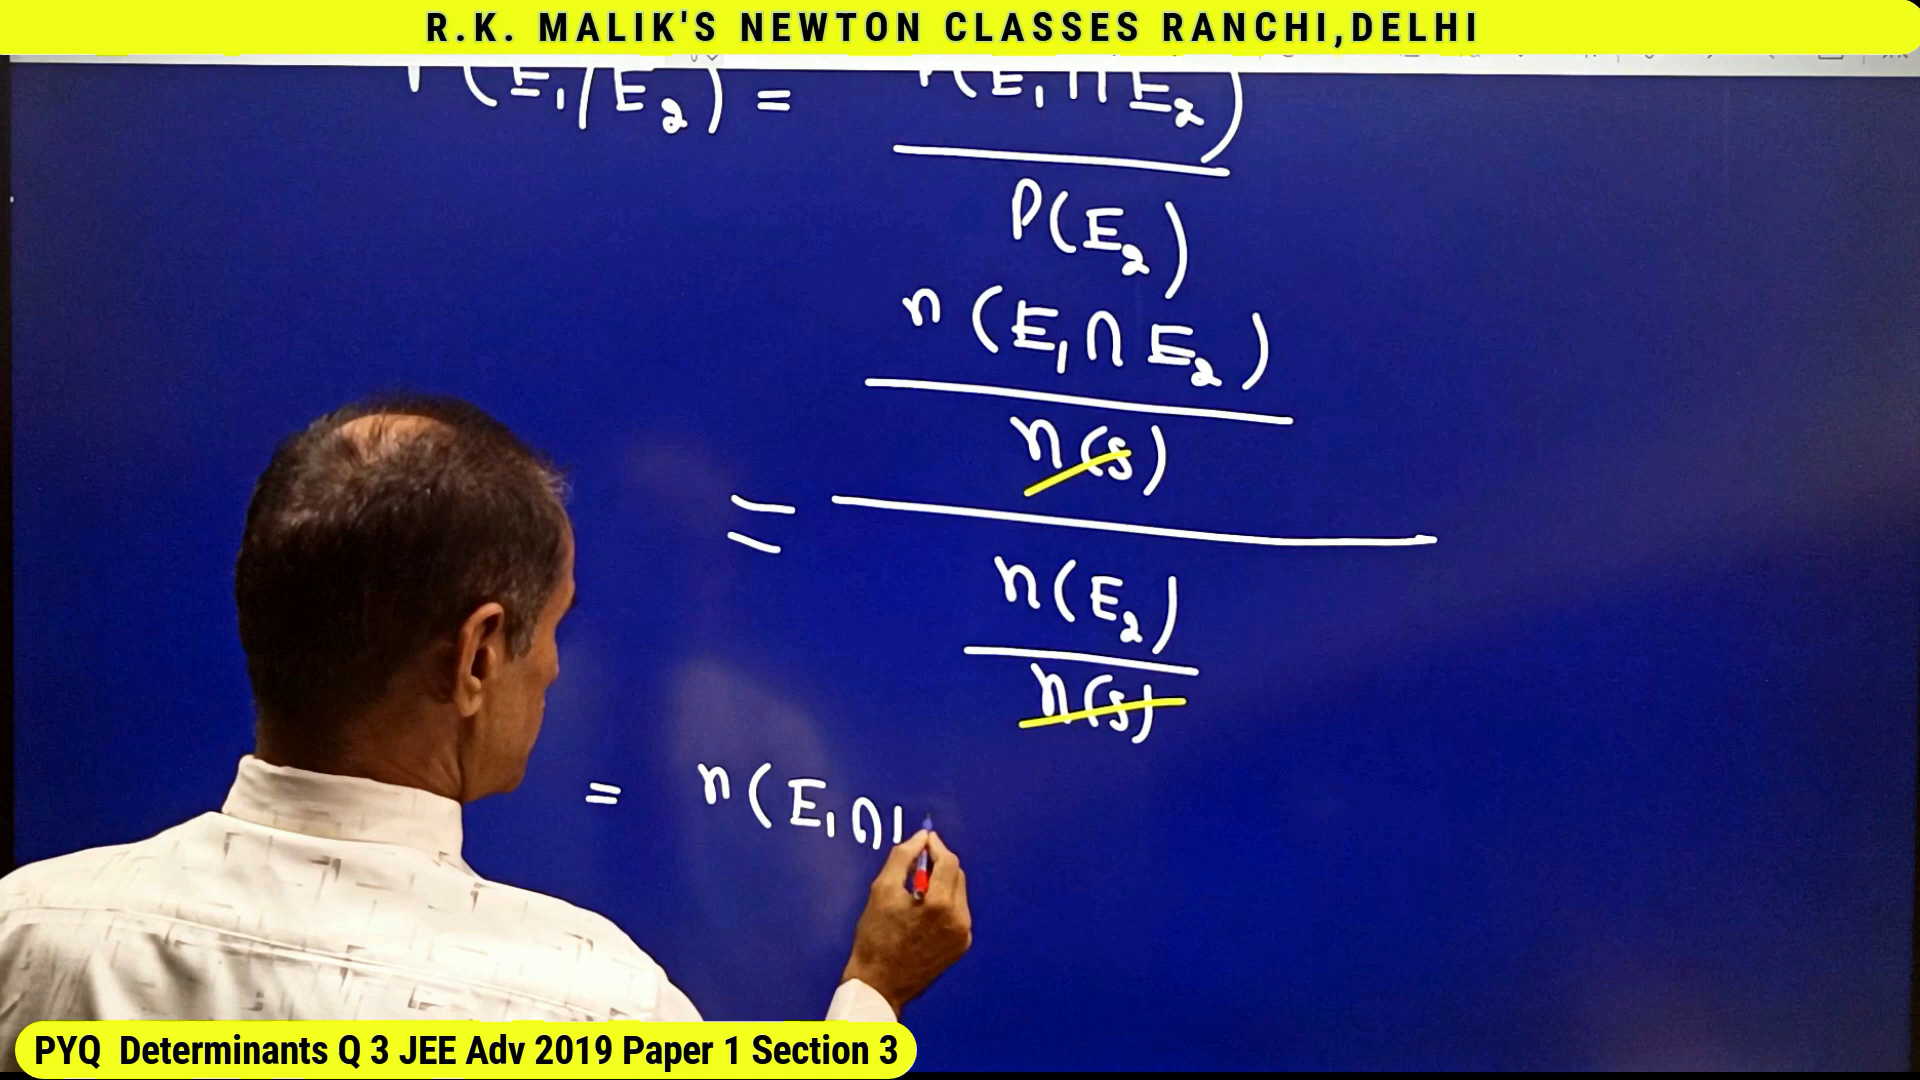 R.K. MALIK'S NEWTON CLASSES RANCHI,DELHI
P(E₁/E₂) = P(E₁∩E₂)
P(E₂)
n(E₁∩E₂)
n(s)
=
n(E₂)
n(s)
= n(E₁∩
PYQ Determinants Q 3 JEE Adv 2019 Paper 1 Section 3